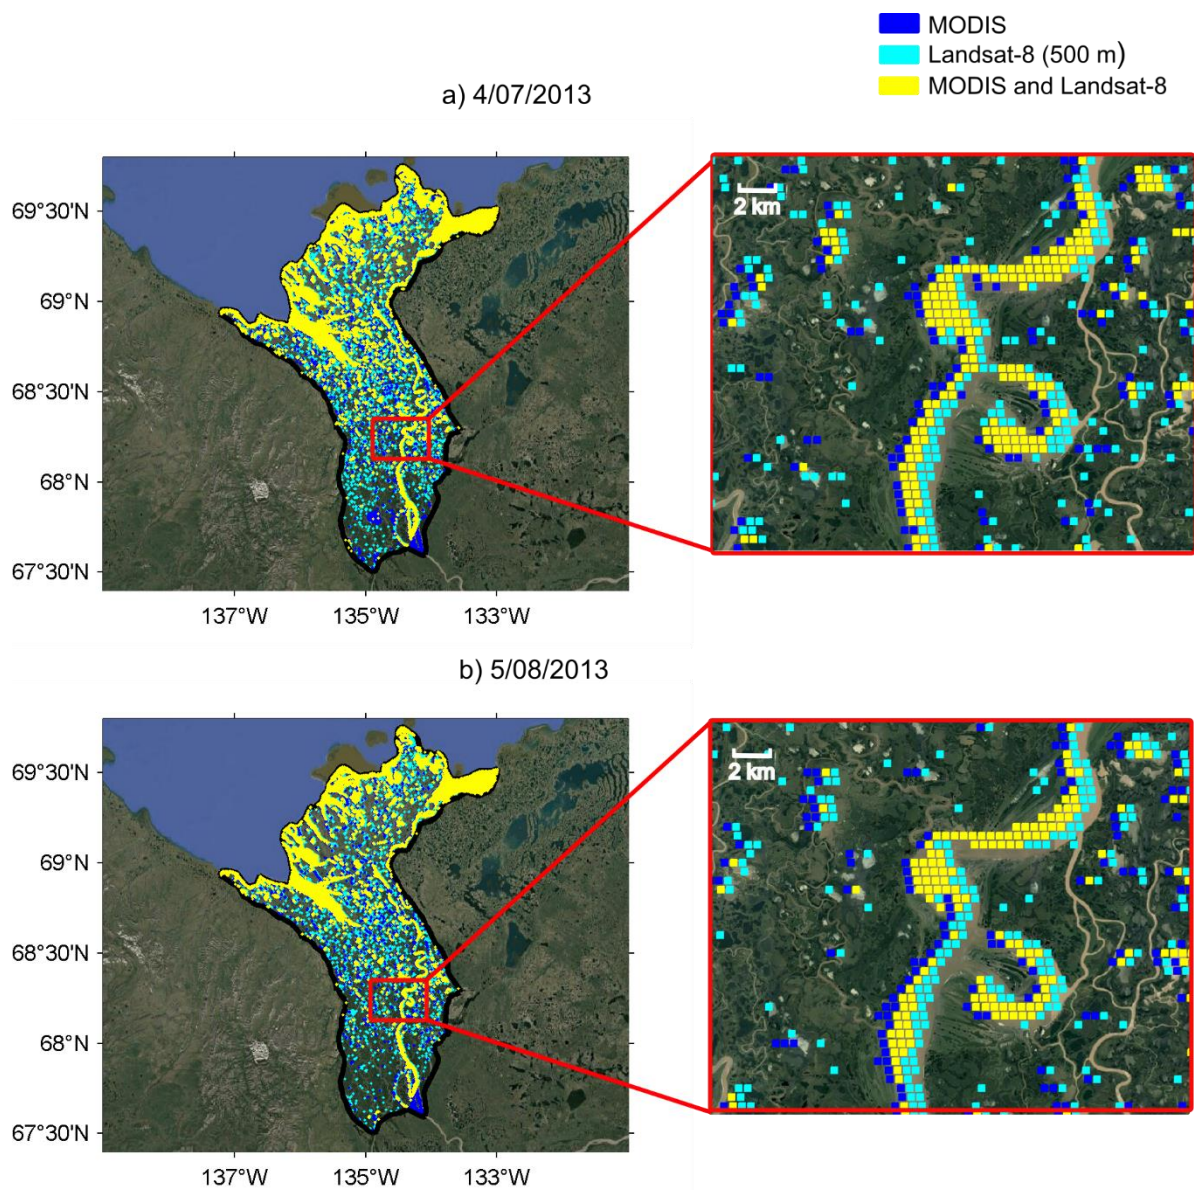 MODIS
Landsat-8 (500 m)
MODIS and Landsat-8
a) 4/07/2013
69°30'N
69°N
68°30'N
68°N
67°30'N
137°W
135°W
133°W
2 km
b) 5/08/2013
69°30'N
69°N
68°30'N
68°N
67°30'N
137°W
135°W
133°W
2 km